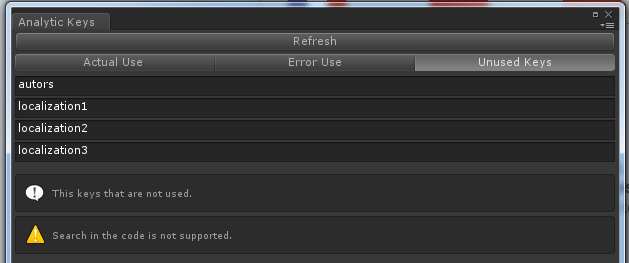 Analytic Keys
Refresh
Actual Use Error Use Unused Keys
autors
localization1
localization2
localization3
This keys that are not used.
Search in the code is not supported.